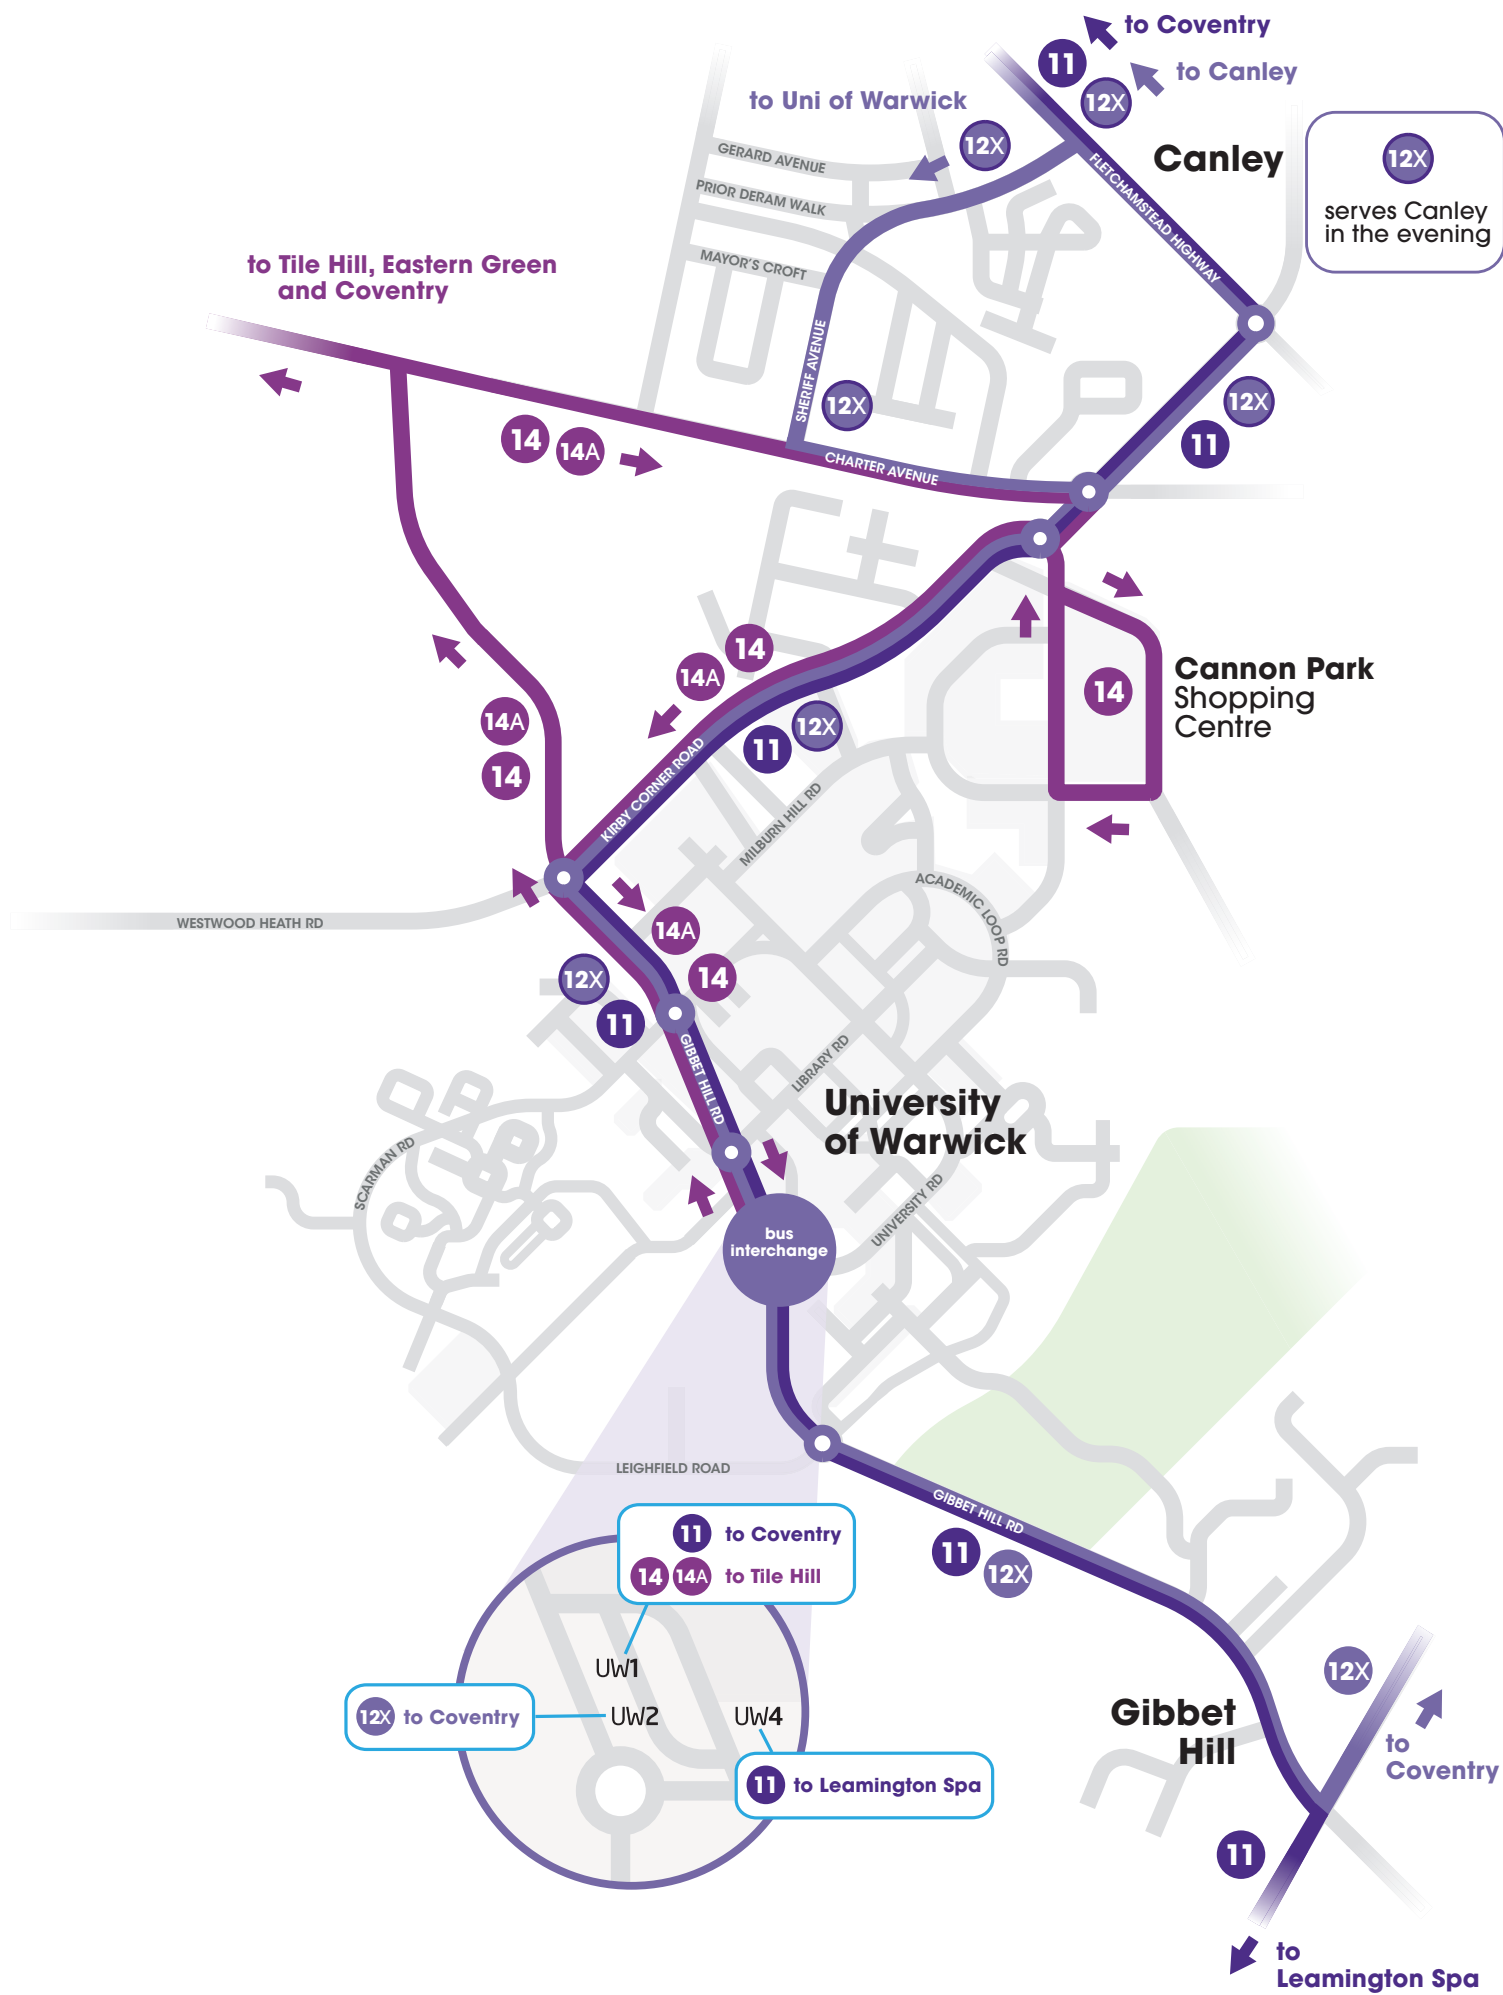 to Coventry
11
to Canley
12X
to Uni of Warwick
12X
Canley
12X
serves Canley
in the evening
GERARD AVENUE
PRIOR DERAM WALK
MAYOR'S CROFT
FLETCHAMSTEAD HIGHWAY
to Tile Hill, Eastern Green
and Coventry
SHERIFF AVENUE
12X
12X
11
14
14A
CHARTER AVENUE
14
14A
14
Cannon Park
Shopping
Centre
14A
14
12X
11
KIRBY CORNER ROAD
MILBURN HILL RD
ACADEMIC LOOP RD
WESTWOOD HEATH RD
14A
14
12X
11
GIBBET HILL RD
LIBRARY RD
University
of Warwick
SCARMAN RD
UNIVERSITY RD
bus
interchange
LEIGHFIELD ROAD
GIBBET HILL RD
11
12X
11 to Coventry
14 14A to Tile Hill
UW1
12X to Coventry
UW2
UW4
11 to Leamington Spa
Gibbet
Hill
12X
to
Coventry
11
to
Leamington Spa